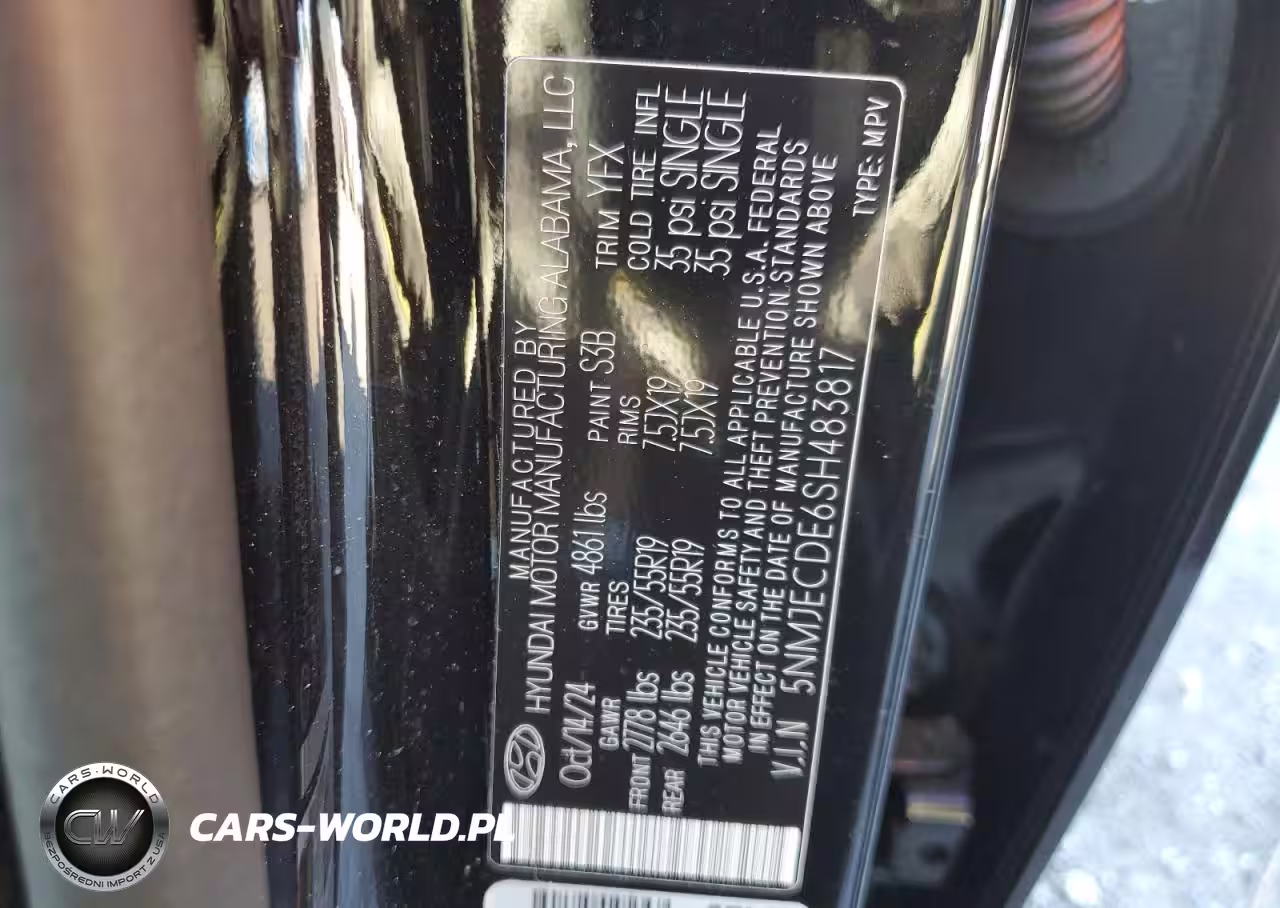 MANUFACTURED BY
HYUNDAI MOTOR MANUFACTURING ALABAMA, LLC
Oct/14/24 GVWR 4861 lbs PAINT S3B TRIM YFX
GAWR TIRES RIMS COLD TIRE INFL
FRONT 2778 lbs 235/55R19 7.5JX19 35 psi SINGLE
REAR 2646 lbs 235/55R19 7.5JX19 35 psi SINGLE
THIS VEHICLE CONFORMS TO ALL APPLICABLE U.S.A. FEDERAL
MOTOR VEHICLE SAFETY AND THEFT PREVENTION STANDARDS
IN EFFECT ON THE DATE OF MANUFACTURE SHOWN ABOVE
V.I.N 5NMJECDE6SH483817 TYPE: MPV
CARS-WORLD
CW
BEZPOŚREDNI IMPORT Z USA
CARS-WORLD.PL